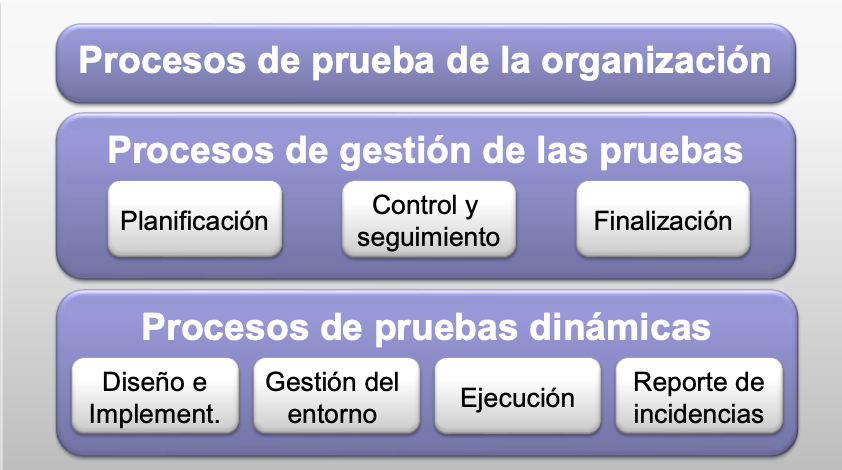 Procesos de prueba de la organización
Procesos de gestión de las pruebas
Planificación
Control y
seguimiento
Finalización
Procesos de pruebas dinámicas
Diseño e
Implement.
Gestión del
entorno
Ejecución
Reporte de
incidencias